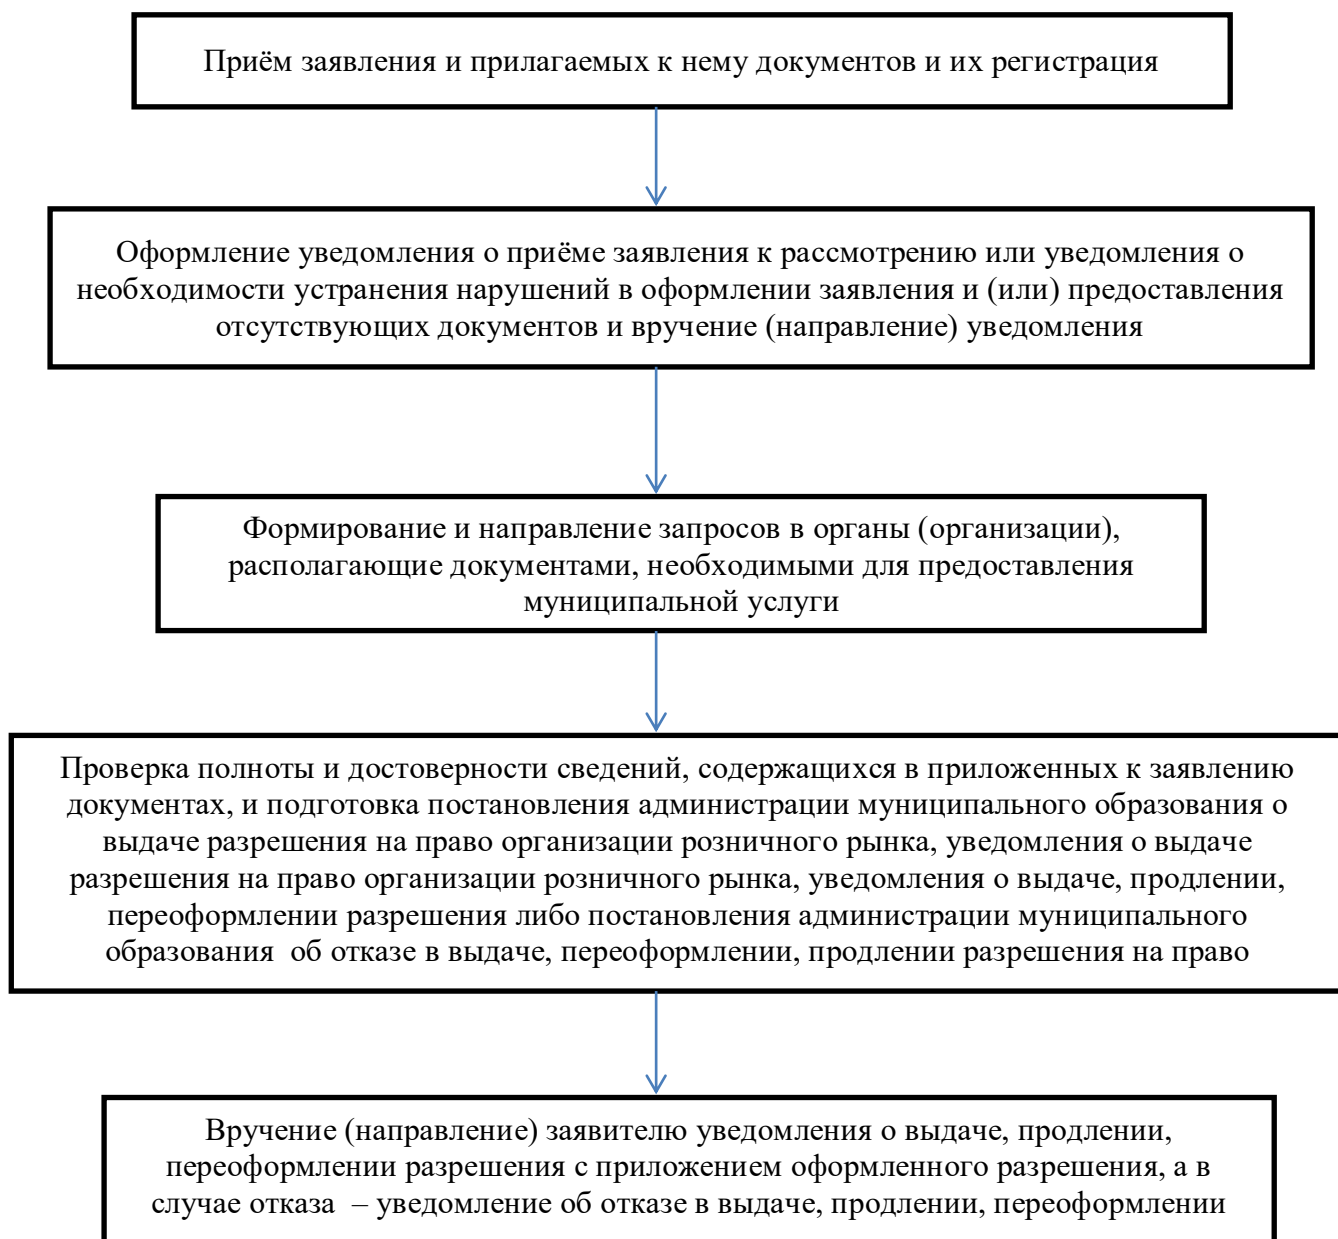 Приём заявления и прилагаемых к нему документов и их регистрация
Оформление уведомления о приёме заявления к рассмотрению или уведомления о
необходимости устранения нарушений в оформлении заявления и (или) предоставления
отсутствующих документов и вручение (направление) уведомления
Формирование и направление запросов в органы (организации),
располагающие документами, необходимыми для предоставления
муниципальной услуги
Проверка полноты и достоверности сведений, содержащихся в приложенных к заявлению
документах, и подготовка постановления администрации муниципального образования о
выдаче разрешения на право организации розничного рынка, уведомления о выдаче
разрешения на право организации розничного рынка, уведомления о выдаче, продлении,
переоформлении разрешения либо постановления администрации муниципального
образования  об отказе в выдаче, переоформлении, продлении разрешения на право
Вручение (направление) заявителю уведомления о выдаче, продлении,
переоформлении разрешения с приложением оформленного разрешения, а в
случае отказа  – уведомление об отказе в выдаче, продлении, переоформлении